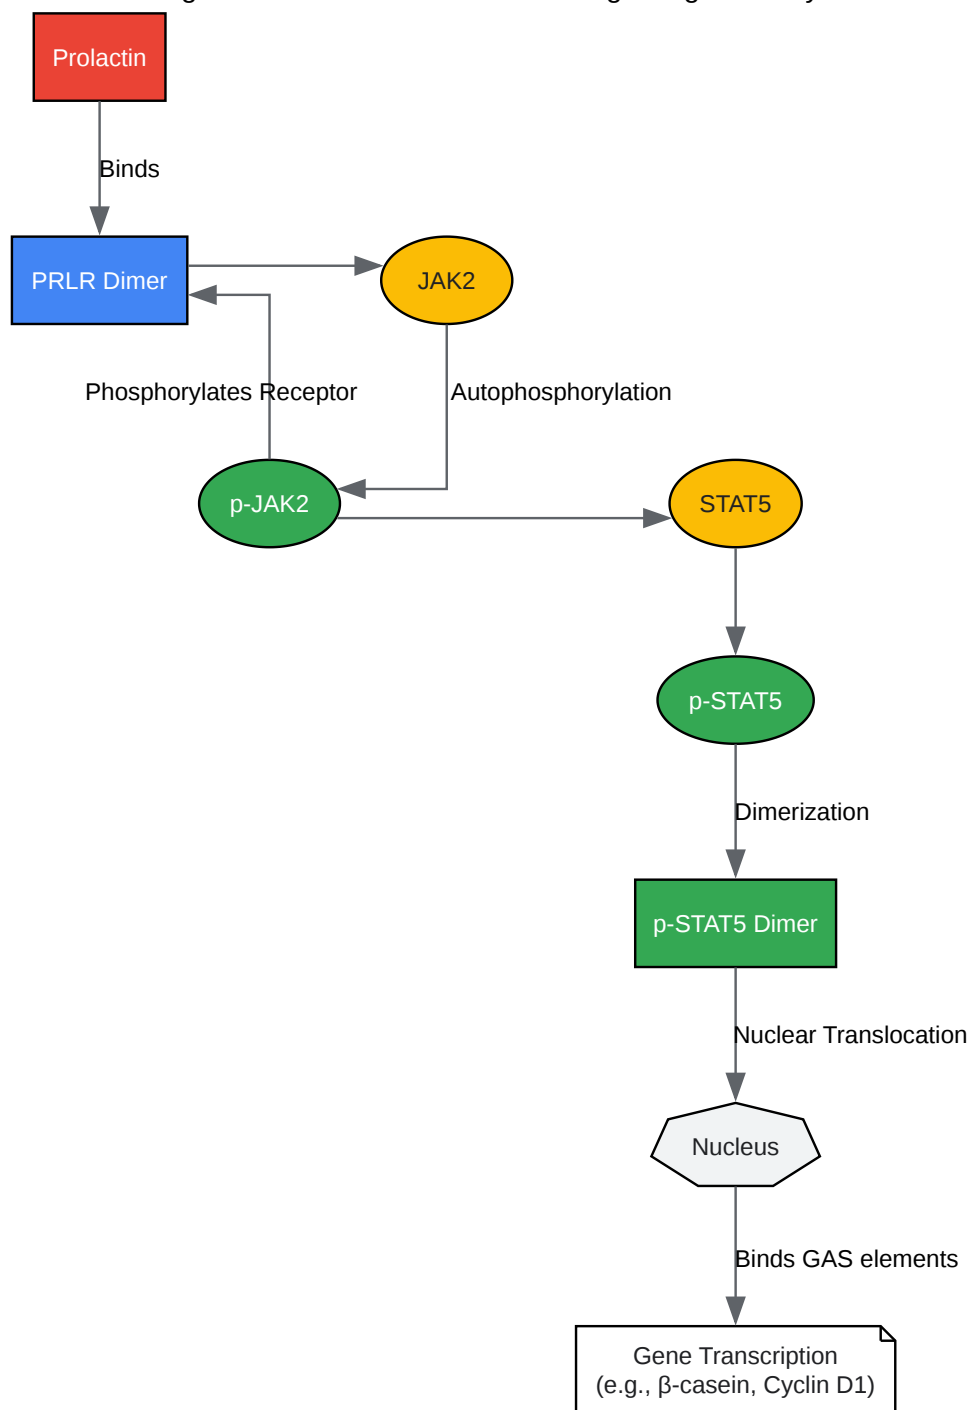 Prolactin
Binds
PRLR Dimer
JAK2
Phosphorylates Receptor
Autophosphorylation
p-JAK2
STAT5
p-STAT5
Dimerization
p-STAT5 Dimer
Nuclear Translocation
Nucleus
Binds GAS elements
Gene Transcription
(e.g., β-casein, Cyclin D1)